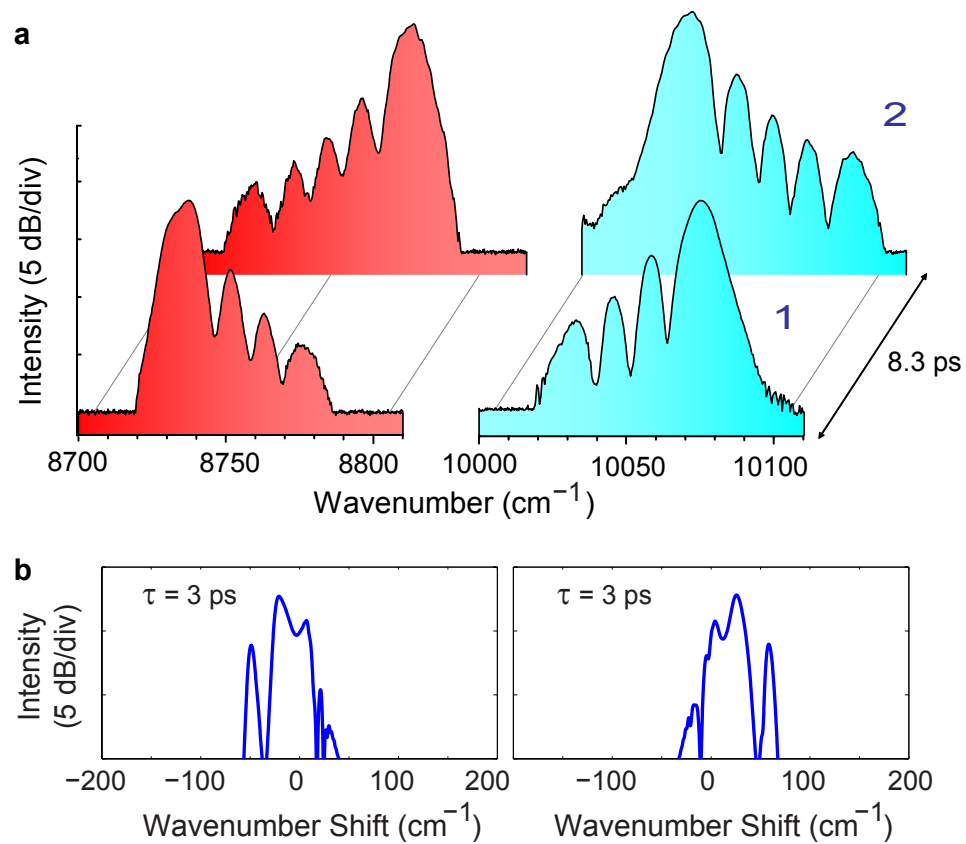 a
2
1
8.3 ps
Intensity (5 dB/div)
8700 8750 8800 10000 10050 10100
Wavenumber (cm⁻¹)
b
τ = 3 ps τ = 3 ps
Intensity
(5 dB/div)
−200 −100 0 100 200 −100 0 100 200
Wavenumber Shift (cm⁻¹) Wavenumber Shift (cm⁻¹)